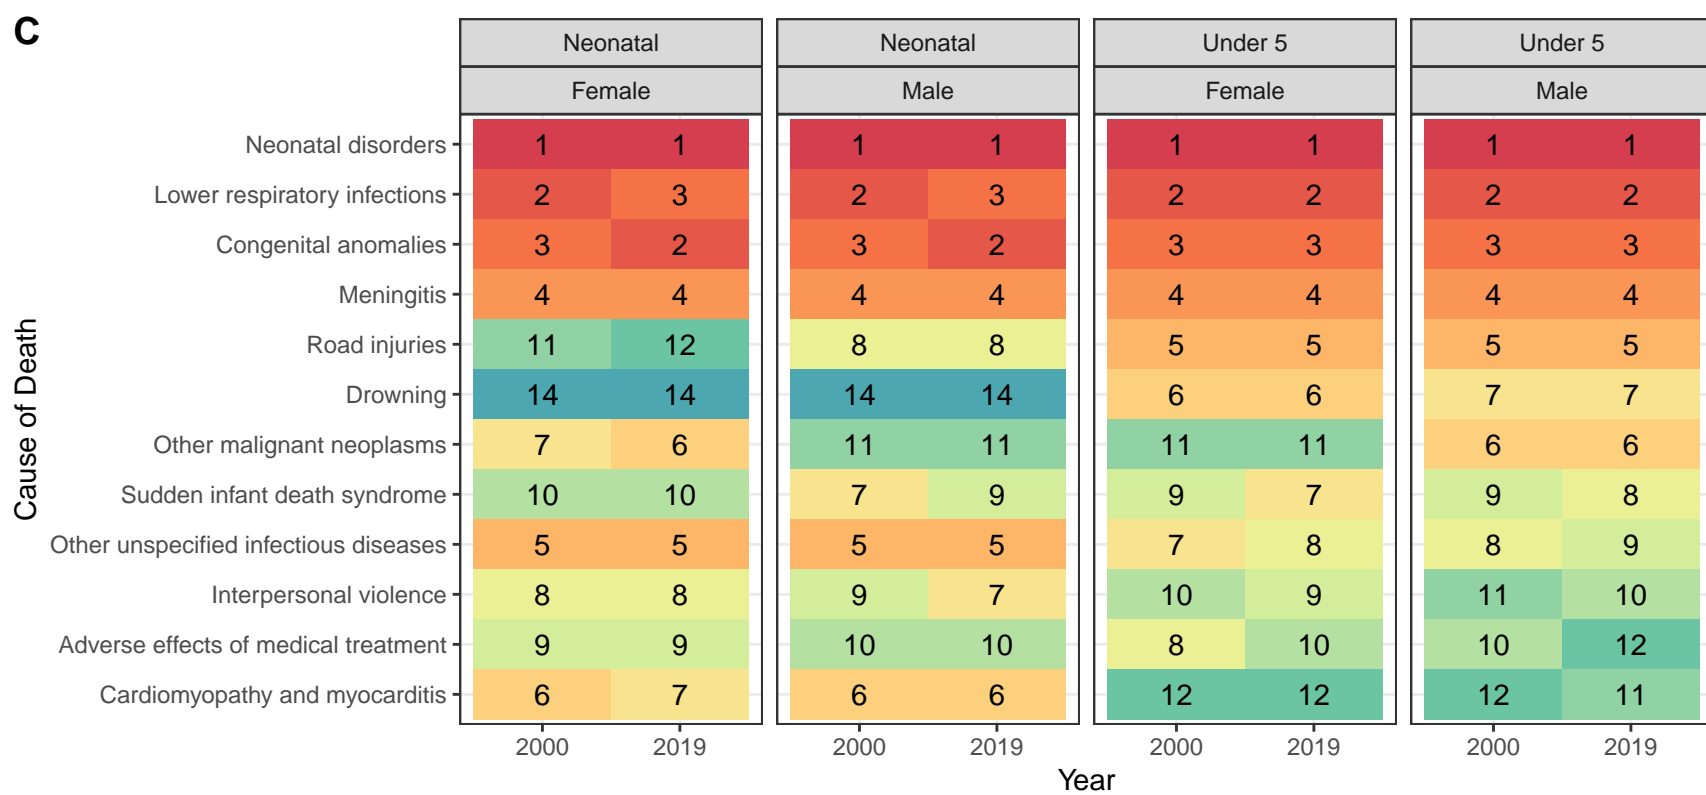 C
Neonatal Neonatal Under 5 Under 5
Female Male Female Male
Neonatal disorders 1 1 1 1 1 1 1 1
Lower respiratory infections 2 3 2 3 2 2 2 2
Congenital anomalies 3 2 3 2 3 3 3 3
Meningitis 4 4 4 4 4 4 4 4
Road injuries 11 12 8 8 5 5 5 5
Drowning 14 14 14 14 6 6 7 7
Other malignant neoplasms 7 6 11 11 11 11 6 6
Sudden infant death syndrome 10 10 7 9 9 7 9 8
Other unspecified infectious diseases 5 5 5 5 7 8 8 9
Interpersonal violence 8 8 9 7 10 9 11 10
Adverse effects of medical treatment 9 9 10 10 8 10 10 12
Cardiomyopathy and myocarditis 6 7 6 6 12 12 12 11
2000 2019 2000 2019 2000 2019 2000 2019
Year
Cause of Death